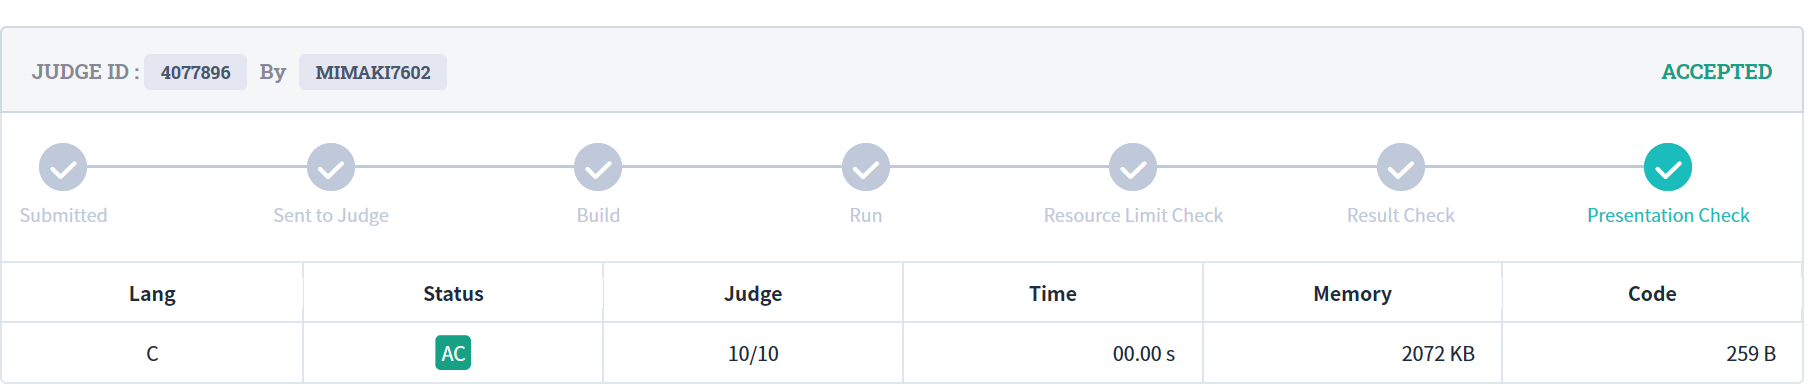 JUDGE ID : 4077896 By MIMAKI7602 ACCEPTED
Submitted Sent to Judge Build Run Resource Limit Check Result Check Presentation Check
Lang Status Judge Time Memory Code
C AC 10/10 00.00 s 2072 KB 259 B